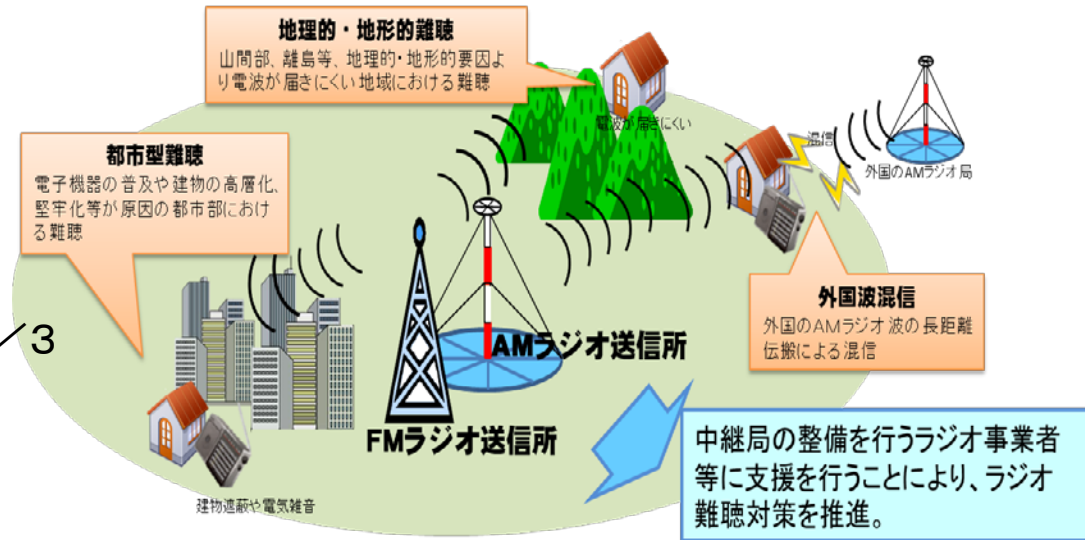 地理的・地形的難聴
山間部、離島等、地理的・地形的要因よ
り電波が届きにくい地域における難聴
電波が届きにくい
混信
外国のAMラジオ局
都市型難聴
電子機器の普及や建物の高層化、
堅牢化等が原因の都市部におけ
る難聴
外国波混信
外国のAMラジオ波の長距離
伝搬による混信
／3
AMラジオ送信所
FMラジオ送信所
建物遮蔽や電気雑音
中継局の整備を行うラジオ事業者
等に支援を行うことにより、ラジオ
難聴対策を推進。